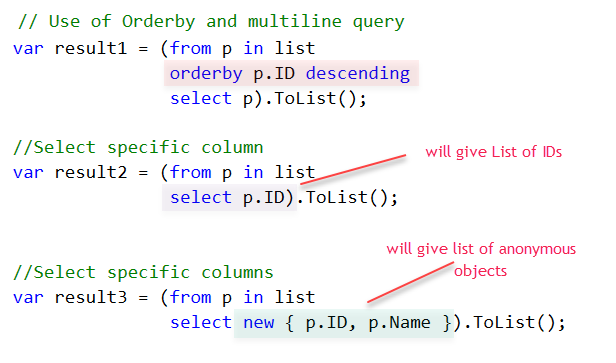 // Use of Orderby and multiline query
var result1 = (from p in list
orderby p.ID descending
select p).ToList();
//Select specific column
will give List of IDs
var result2 = (from p in list
select p.ID).ToList();
will give list of anonymous
objects
//Select specific columns
var result3 = (from p in list
select new { p.ID, p.Name }).ToList();